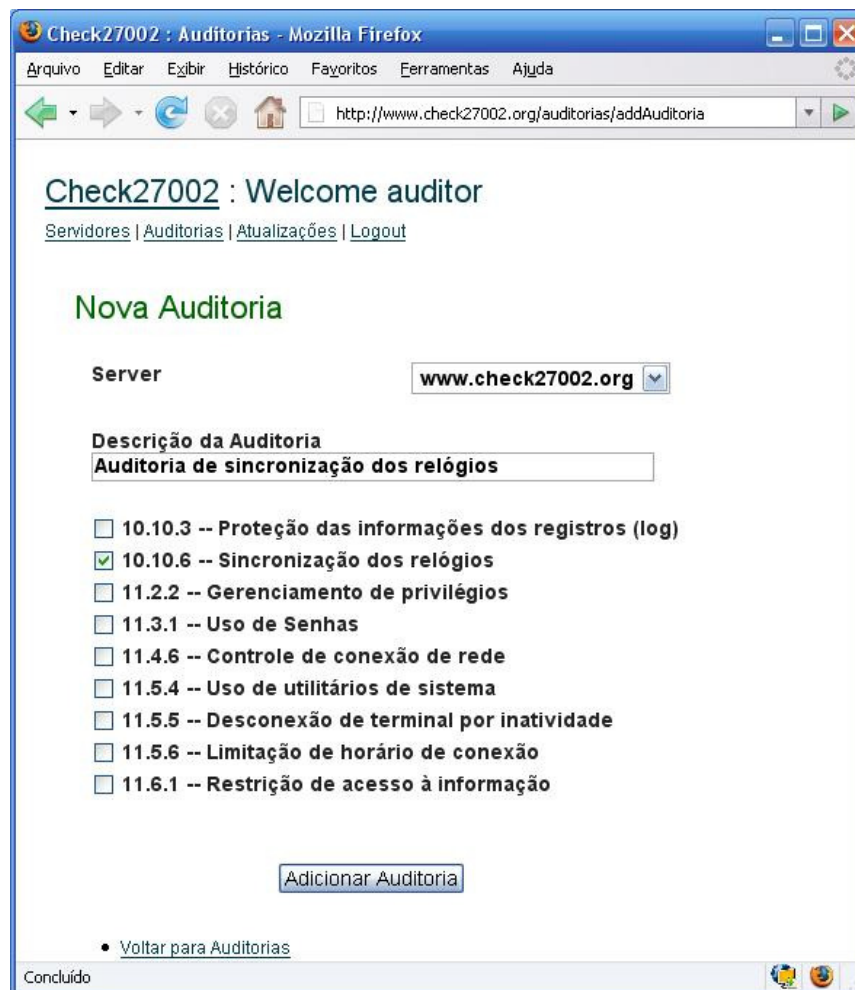 Check27002 : Auditorias - Mozilla Firefox
Arquivo Editar Exibir Histórico Favoritos Ferramentas Ajuda
http://www.check27002.org/auditorias/addAuditoria
Check27002 : Welcome auditor
Servidores | Auditorias | Atualizações | Logout
Nova Auditoria
Server www.check27002.org
Descrição da Auditoria
Auditoria de sincronização dos relógios
10.10.3 -- Proteção das informações dos registros (log)
10.10.6 -- Sincronização dos relógios
11.2.2 -- Gerenciamento de privilégios
11.3.1 -- Uso de Senhas
11.4.6 -- Controle de conexão de rede
11.5.4 -- Uso de utilitários de sistema
11.5.5 -- Desconexão de terminal por inatividade
11.5.6 -- Limitação de horário de conexão
11.6.1 -- Restrição de acesso à informação
Adicionar Auditoria
Voltar para Auditorias
Concluído